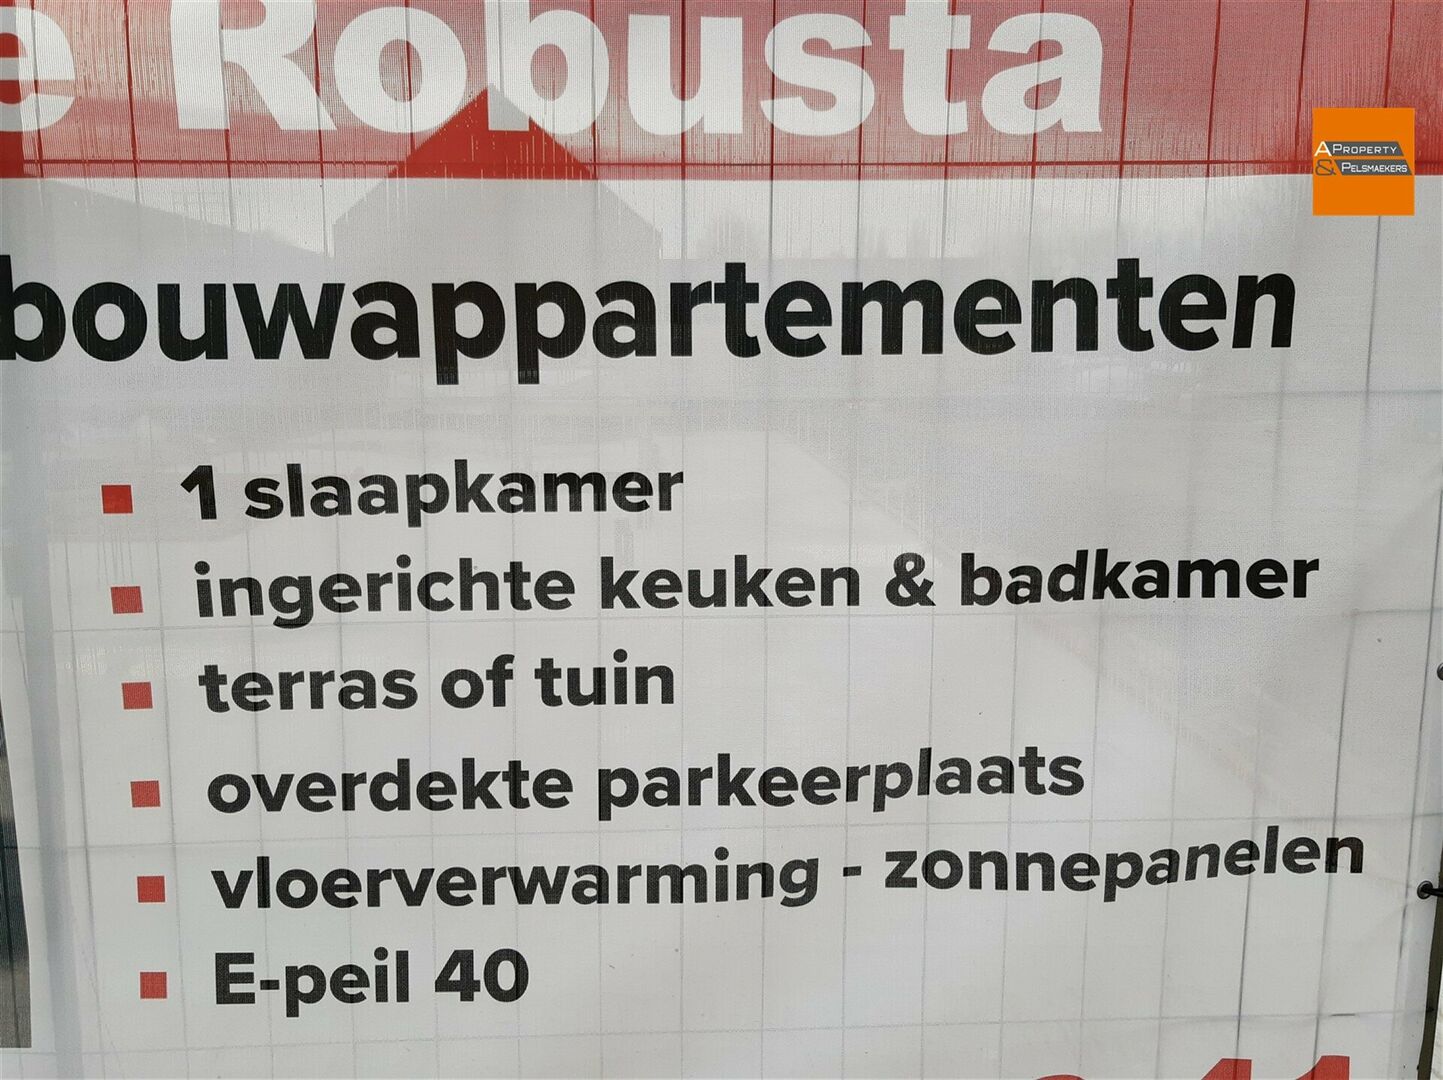 e Robusta
A PROPERTY
& PELSMAEKERS
bouwappartementen
1 slaapkamer
ingerichte keuken & badkamer
terras of tuin
overdekte parkeerplaats
vloerverwarming - zonnepanelen
E-peil 40